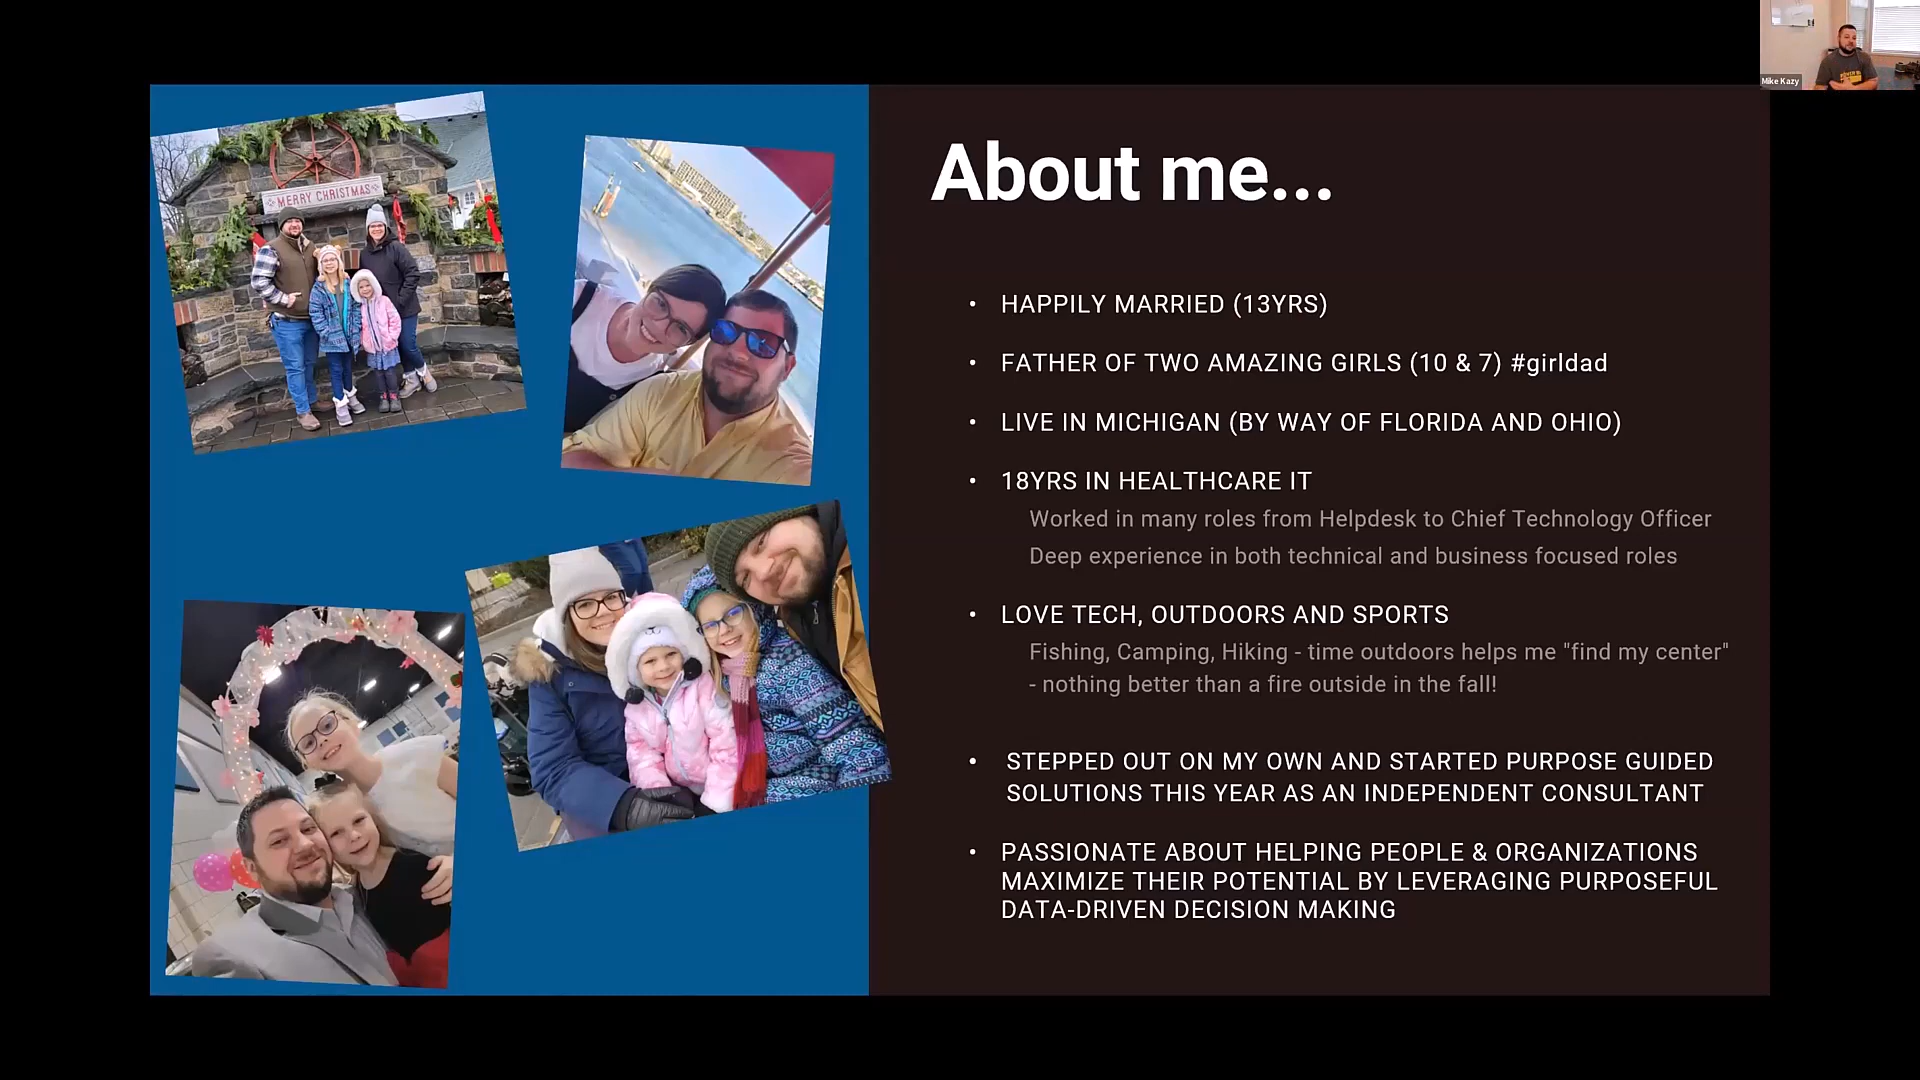 Mike Kazy
MERRY CHRISTMAS
About me...
• HAPPILY MARRIED (13YRS)
• FATHER OF TWO AMAZING GIRLS (10 & 7) #girldad
• LIVE IN MICHIGAN (BY WAY OF FLORIDA AND OHIO)
• 18YRS IN HEALTHCARE IT
Worked in many roles from Helpdesk to Chief Technology Officer
Deep experience in both technical and business focused roles
• LOVE TECH, OUTDOORS AND SPORTS
Fishing, Camping, Hiking - time outdoors helps me "find my center"
- nothing better than a fire outside in the fall!
• STEPPED OUT ON MY OWN AND STARTED PURPOSE GUIDED
SOLUTIONS THIS YEAR AS AN INDEPENDENT CONSULTANT
• PASSIONATE ABOUT HELPING PEOPLE & ORGANIZATIONS
MAXIMIZE THEIR POTENTIAL BY LEVERAGING PURPOSEFUL
DATA-DRIVEN DECISION MAKING